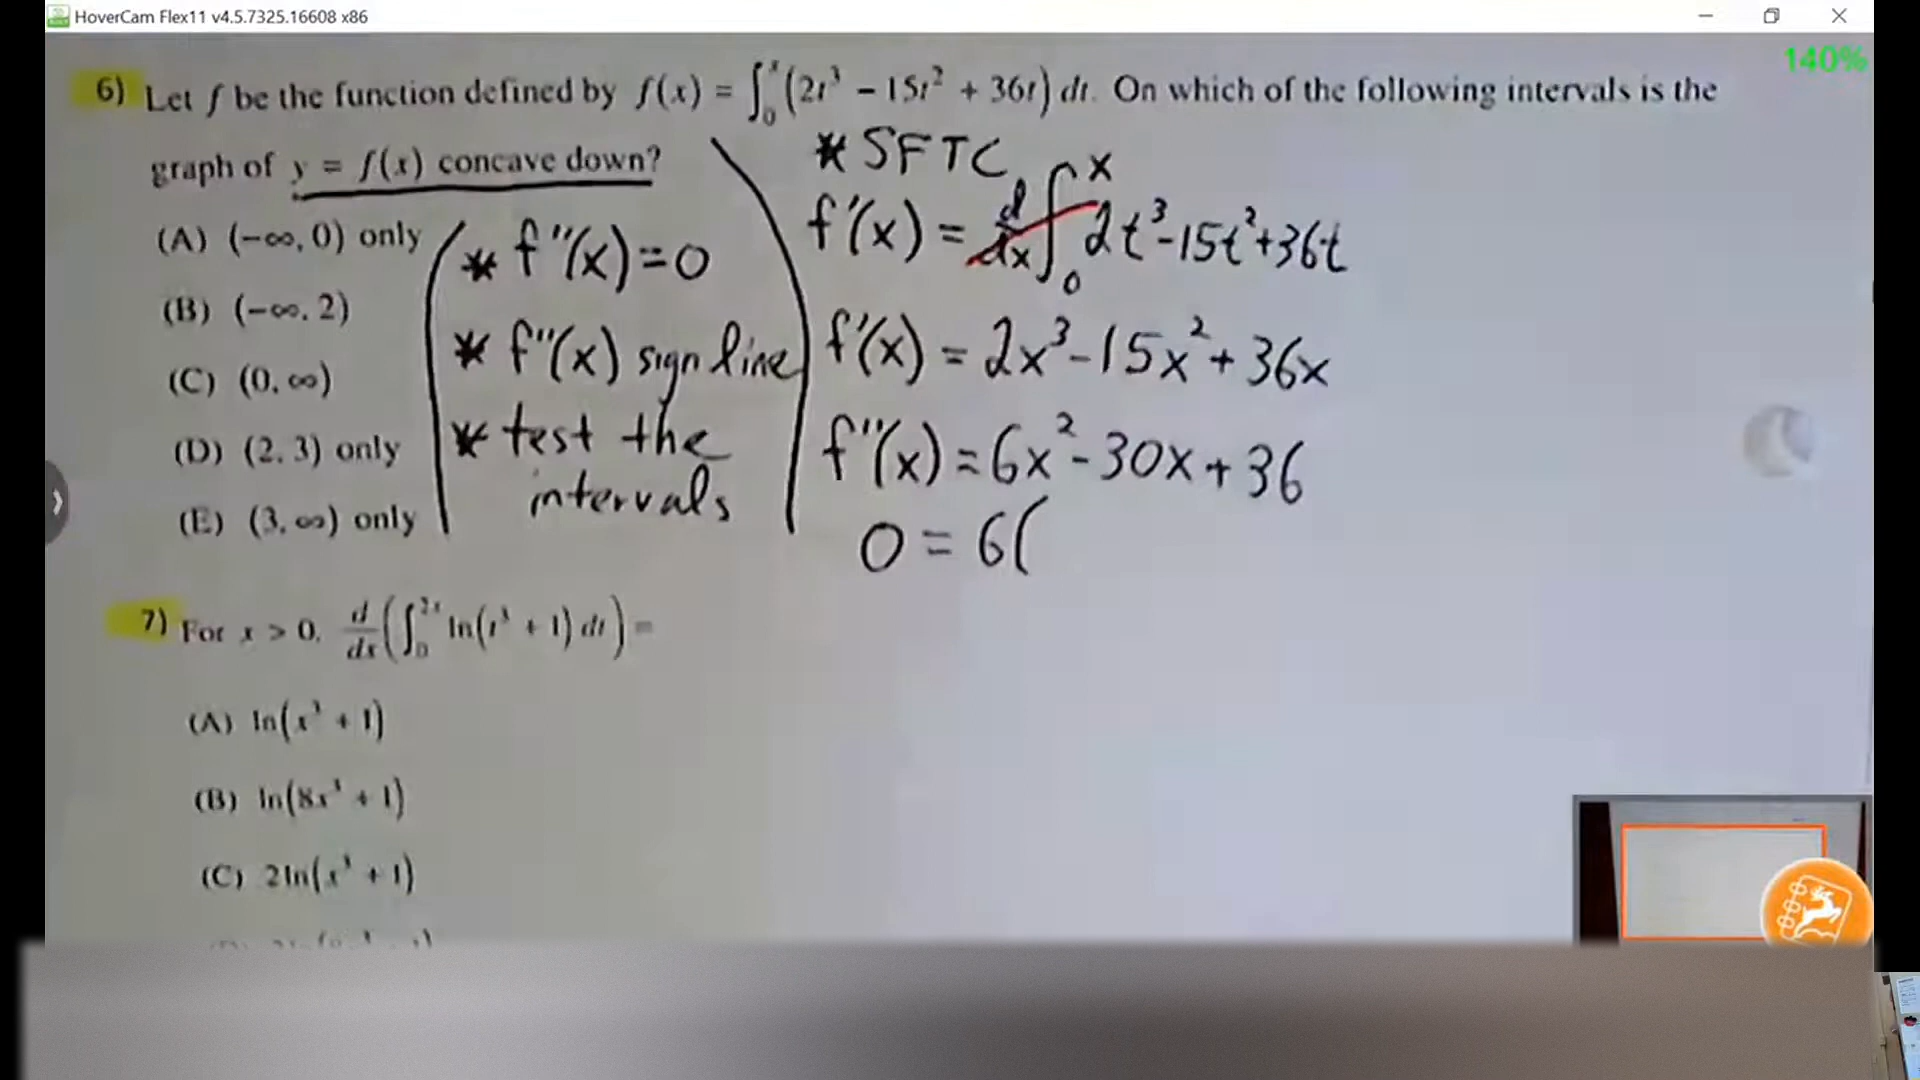 HoverCam Flex11 v4.5.7325.16608 x86
140%
6) Let f be the function defined by f(x) = ∫₀ˣ (2t³ − 15t² + 36t) dt. On which of the following intervals is the
graph of y = f(x) concave down?
(A) (−∞, 0) only
(B) (−∞, 2)
(C) (0, ∞)
(D) (2, 3) only
(E) (3, ∞) only
* f''(x)=0
* f''(x) sign line
* test the
intervals
* SFTC
f'(x) = d/dx ∫₀ˣ 2t³-15t²+36t
f'(x) = 2x³-15x²+36x
f''(x) = 6x²-30x+36
0 = 6(
7) For x > 0, d/dx (∫₀²ˣ ln(t³ + 1) dt) =
(A) ln(x³ + 1)
(B) ln(8x³ + 1)
(C) 2ln(x³ + 1)